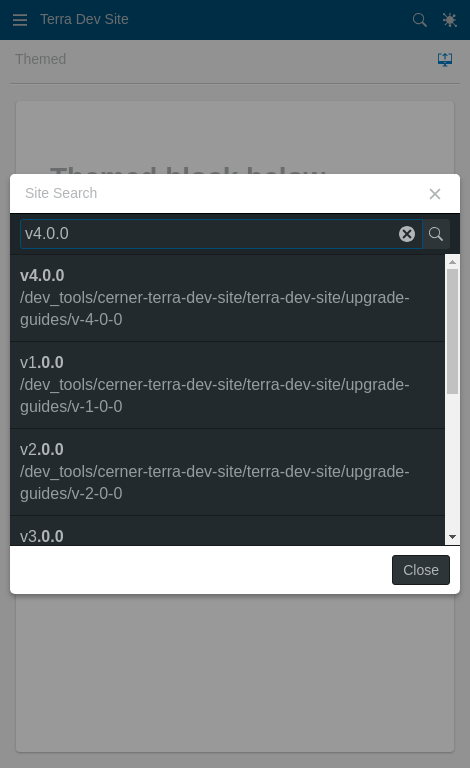 Terra Dev Site
Themed
Themed block below
Site Search
v4.0.0
v4.0.0
/dev_tools/cerner-terra-dev-site/terra-dev-site/upgrade-
guides/v-4-0-0
v1.0.0
/dev_tools/cerner-terra-dev-site/terra-dev-site/upgrade-
guides/v-1-0-0
v2.0.0
/dev_tools/cerner-terra-dev-site/terra-dev-site/upgrade-
guides/v-2-0-0
v3.0.0
Close